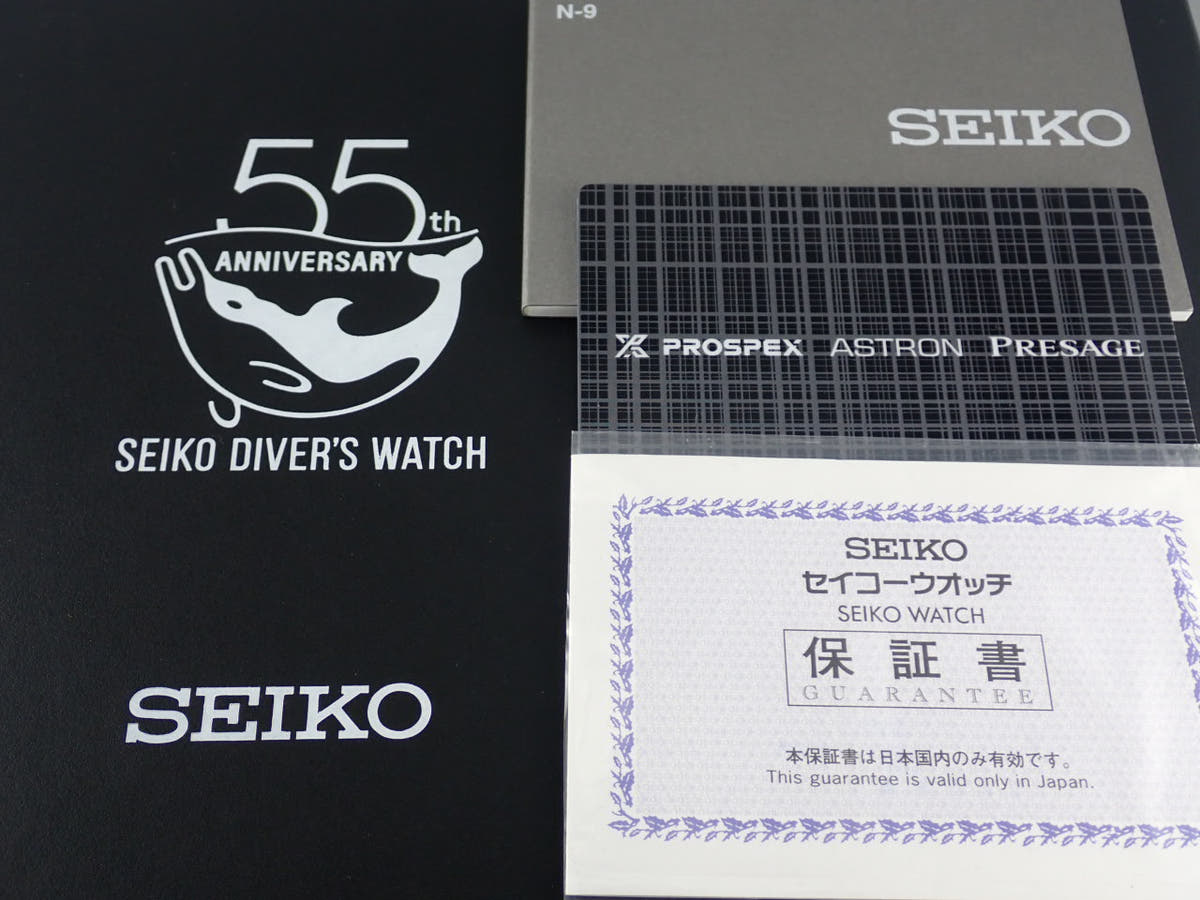 55th
ANNIVERSARY
SEIKO DIVER'S WATCH
SEIKO
N-9
SEIKO
PROSPEX ASTRON PRESAGE
SEIKO
セイコーウオッチ
SEIKO WATCH
保証書
GUARANTEE
本保証書は日本国内のみ有効です。
This guarantee is valid only in Japan.